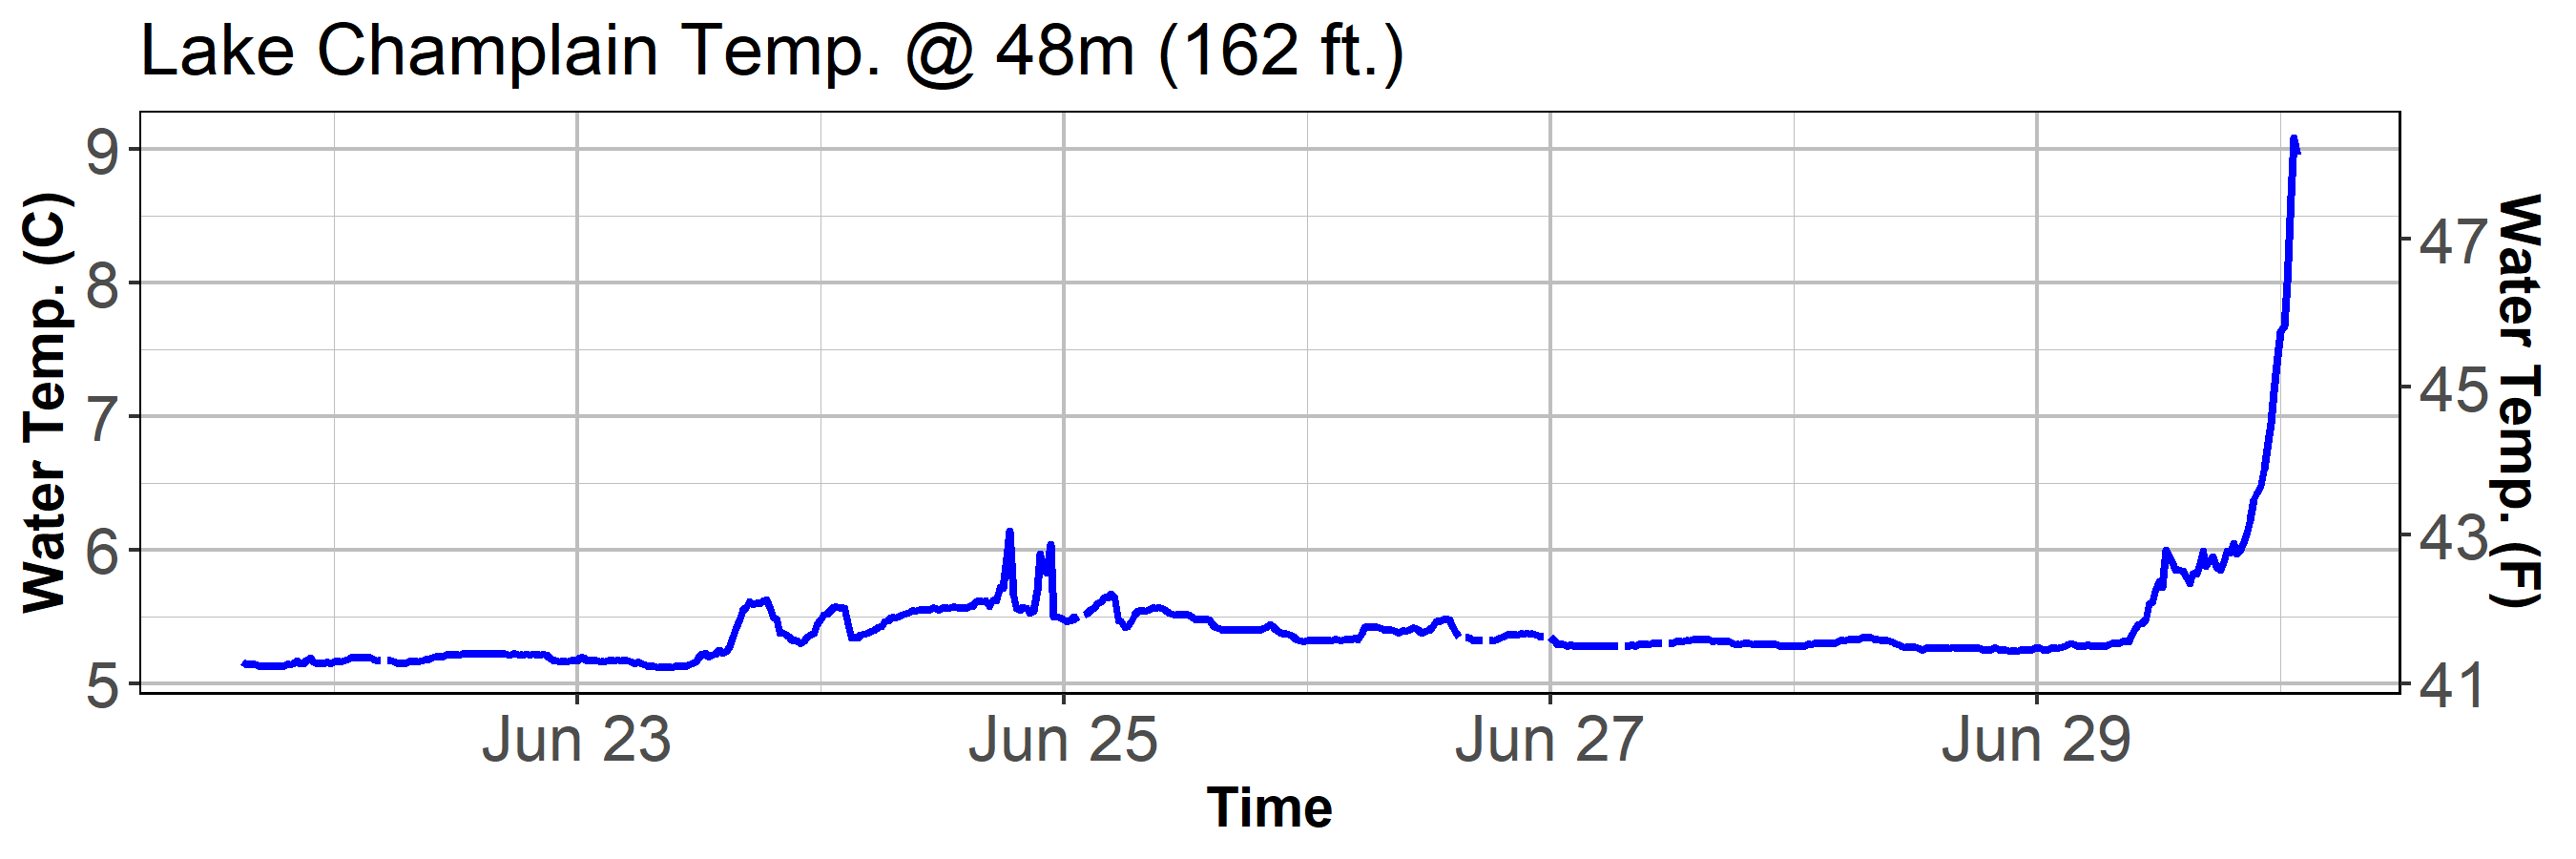 Lake Champlain Temp. @ 48m (162 ft.)
Water Temp. (C)
9
8
7
6
5
47
45
43
41
Water Temp. (F)
Jun 23
Jun 25
Jun 27
Jun 29
Time